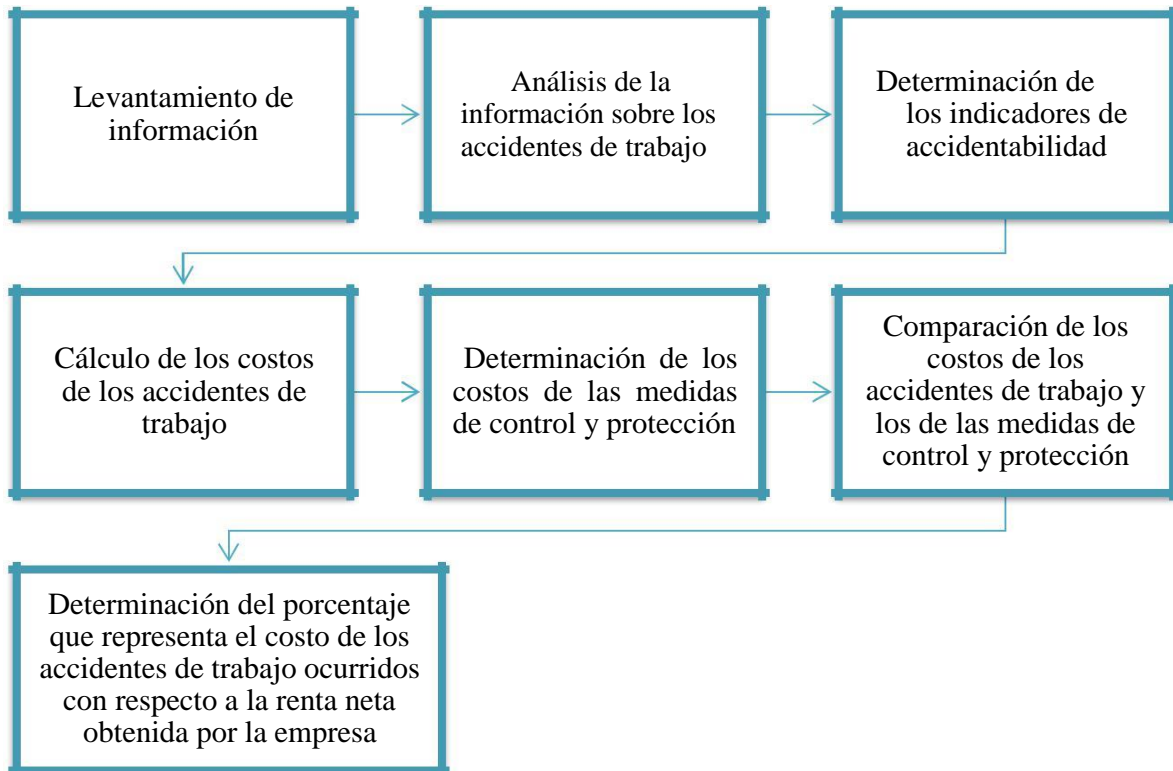 Levantamiento de
información
Análisis de la
información sobre los
accidentes de trabajo
Determinación de
los indicadores de
accidentabilidad
Cálculo de los costos
de los accidentes de
trabajo
Determinación de los
costos de las medidas
de control y protección
Comparación de los
costos de los
accidentes de trabajo y
los de las medidas de
control y protección
Determinación del porcentaje
que representa el costo de los
accidentes de trabajo ocurridos
con respecto a la renta neta
obtenida por la empresa